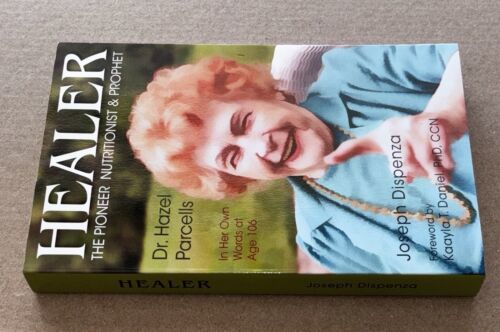 HEALER
THE PIONEER NUTRITIONIST & PROPHET
Dr. Hazel
Parcells
In Her Own
Words at
Age 106
Joseph Dispenza
Foreword by
Kaayla T. Daniel, PhD, CCN
HEALER
Joseph Dispenza